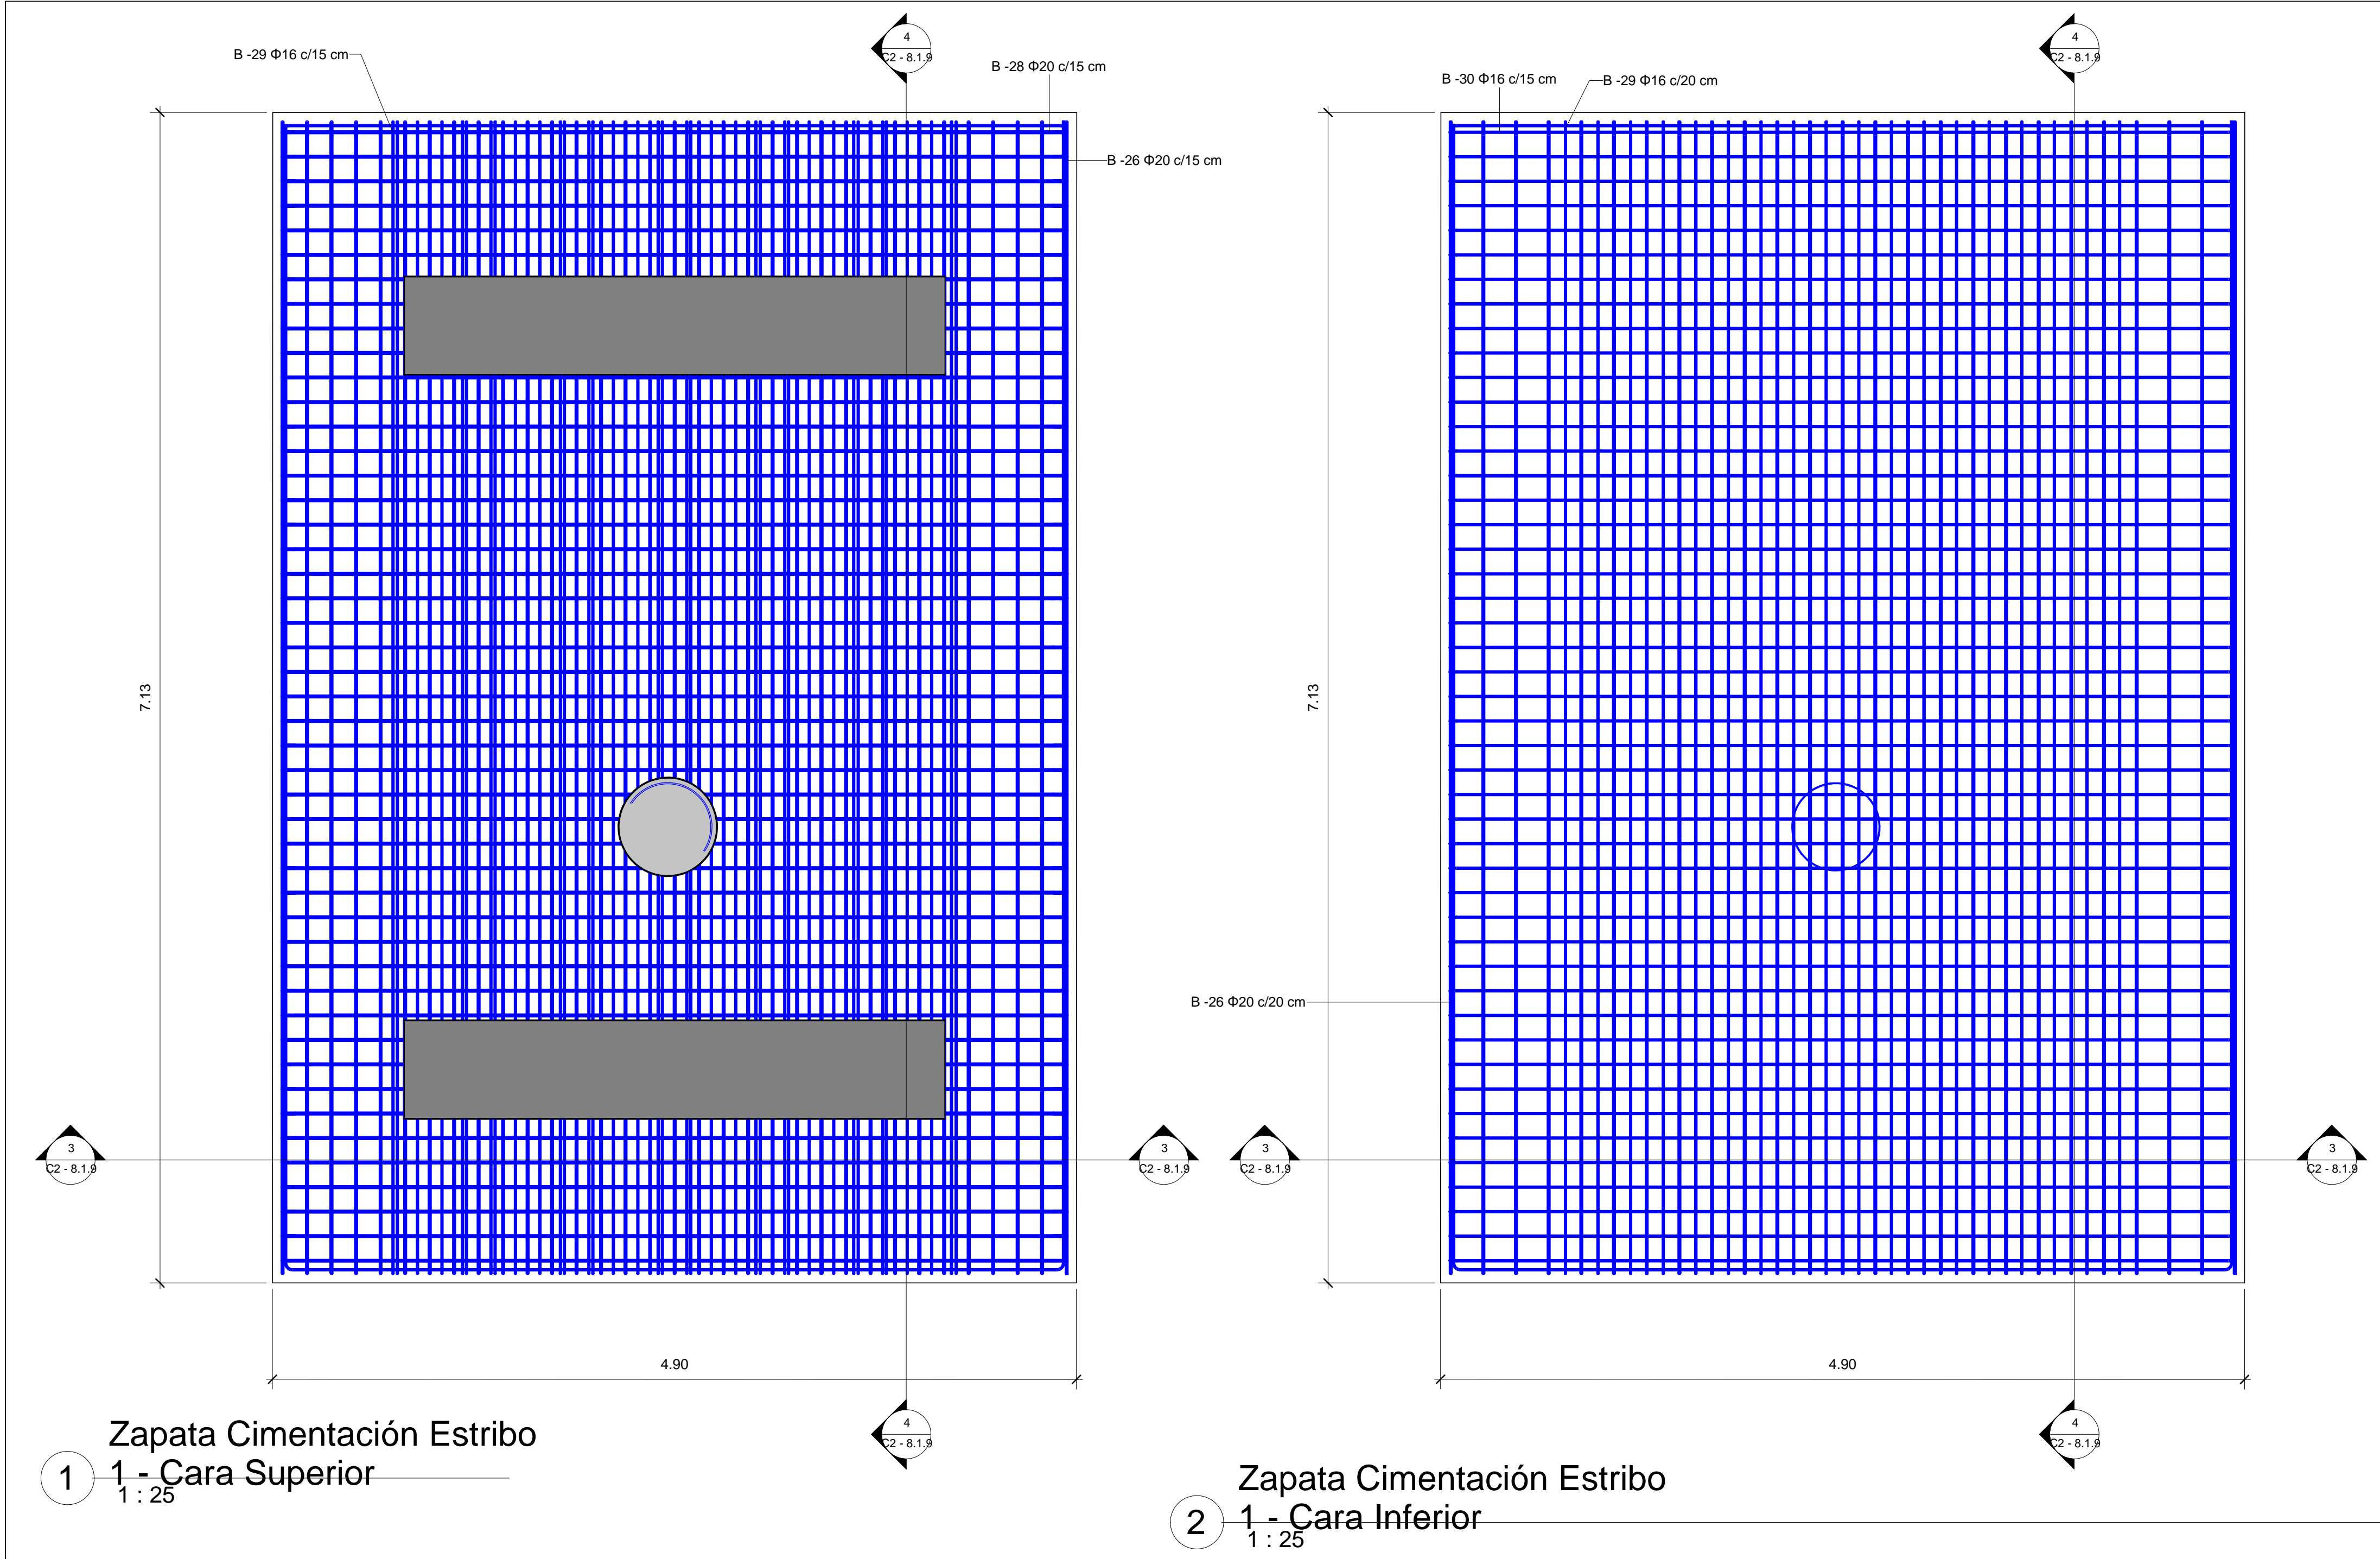 4
C2 - 8.1.9
B -29 Φ16 c/15 cm
B -28 Φ20 c/15 cm
B -26 Φ20 c/15 cm
7.13
3
C2 - 8.1.9
3
C2 - 8.1.9
4.90
4
C2 - 8.1.9
1
Zapata Cimentación Estribo
1 - Cara Superior
1 : 25
4
C2 - 8.1.9
B -30 Φ16 c/15 cm
B -29 Φ16 c/20 cm
7.13
B -26 Φ20 c/20 cm
3
C2 - 8.1.9
3
C2 - 8.1.9
4.90
4
C2 - 8.1.9
2
Zapata Cimentación Estribo
1 - Cara Inferior
1 : 25